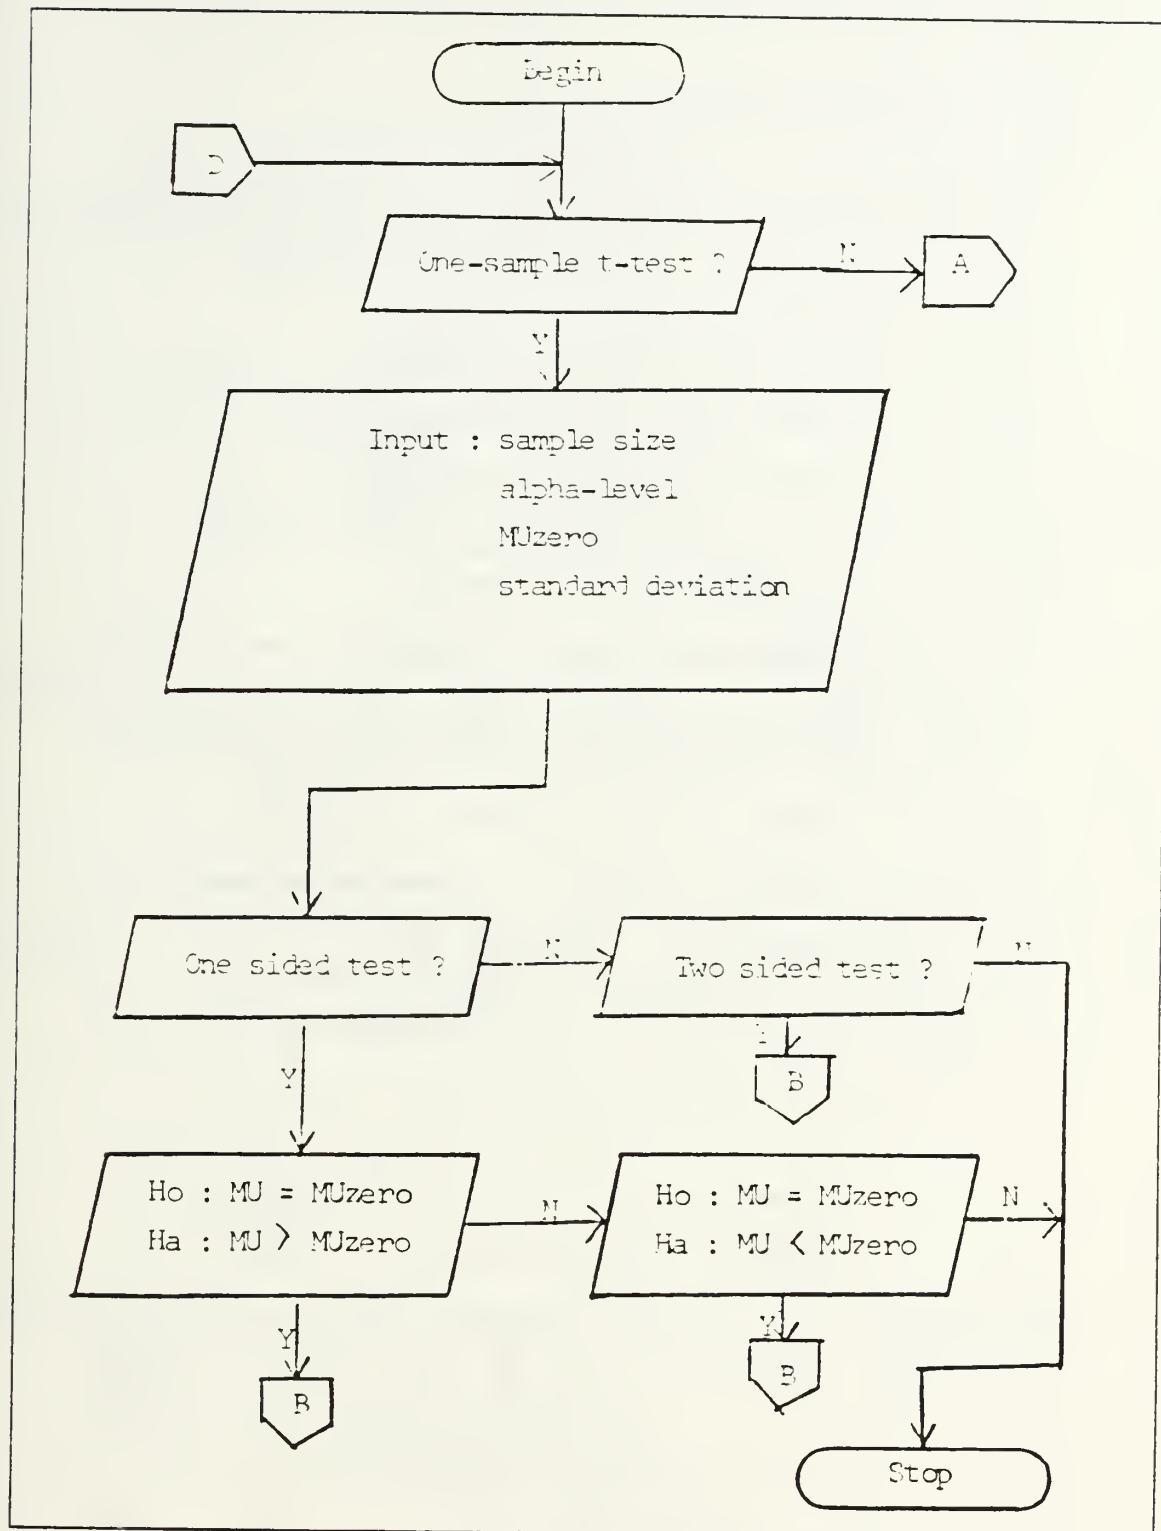 Begin
D
One-sample t-test ?
N
A
Y
Input : sample size
alpha-level
MUzero
standard deviation
One sided test ?
N
Two sided test ?
N
Y
B
Y
Ho : MU = MUzero
Ha : MU > MUzero
N
Ho : MU = MUzero
Ha : MU < MUzero
N
Y
B
Y
B
Stop